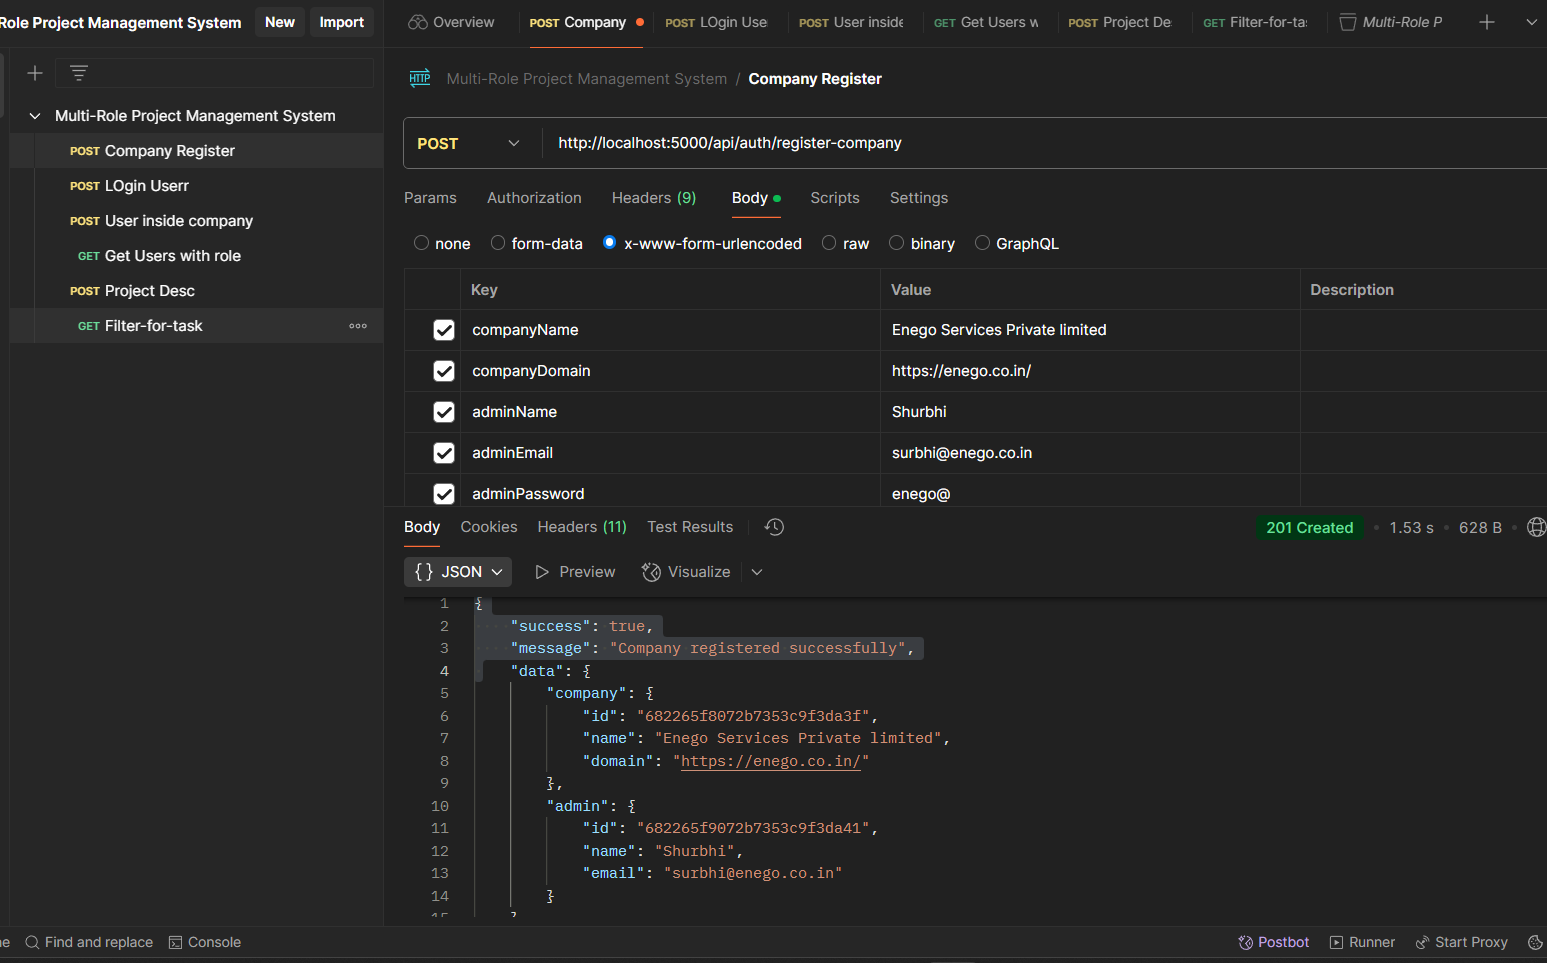 Role Project Management System New Import
Overview POST Company POST LOgin Use POST User inside GET Get Users w POST Project De GET Filter-for-ta Multi-Role P
HTTP Multi-Role Project Management System / Company Register
Multi-Role Project Management System
POST Company Register
POST LOgin Userr
POST User inside company
GET Get Users with role
POST Project Desc
GET Filter-for-task
POST http://localhost:5000/api/auth/register-company
Params Authorization Headers (9) Body Scripts Settings
none form-data x-www-form-urlencoded raw binary GraphQL
Key Value Description
companyName Enego Services Private limited
companyDomain https://enego.co.in/
adminName Shurbhi
adminEmail surbhi@enego.co.in
adminPassword enego@
Body Cookies Headers (11) Test Results 201 Created 1.53 s 628 B
{} JSON Preview Visualize
1 {
2 "success": true,
3 "message": "Company registered successfully",
4 "data": {
5 "company": {
6 "id": "682265f8072b7353c9f3da3f",
7 "name": "Enego Services Private limited",
8 "domain": "https://enego.co.in/"
9 },
10 "admin": {
11 "id": "682265f9072b7353c9f3da41",
12 "name": "Shurbhi",
13 "email": "surbhi@enego.co.in"
14 }
Find and replace Console Postbot Runner Start Proxy